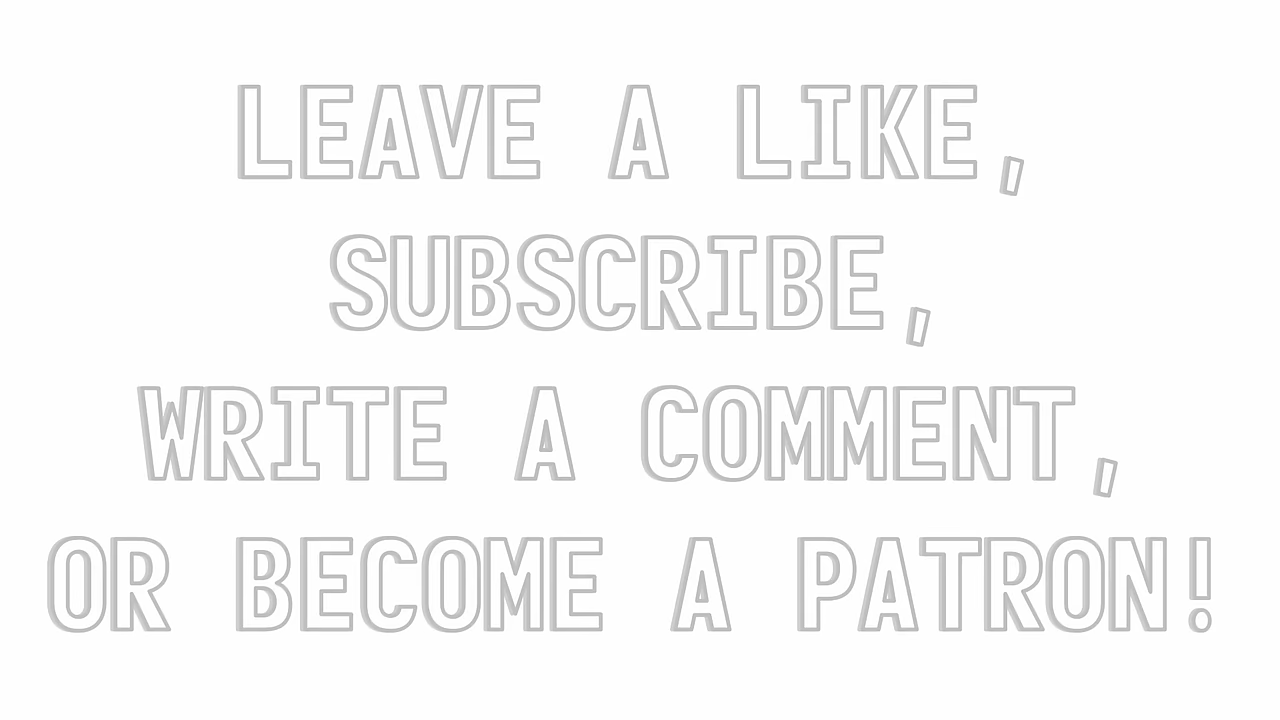 LEAVE A LIKE,
SUBSCRIBE,
WRITE A COMMENT,
OR BECOME A PATRON!